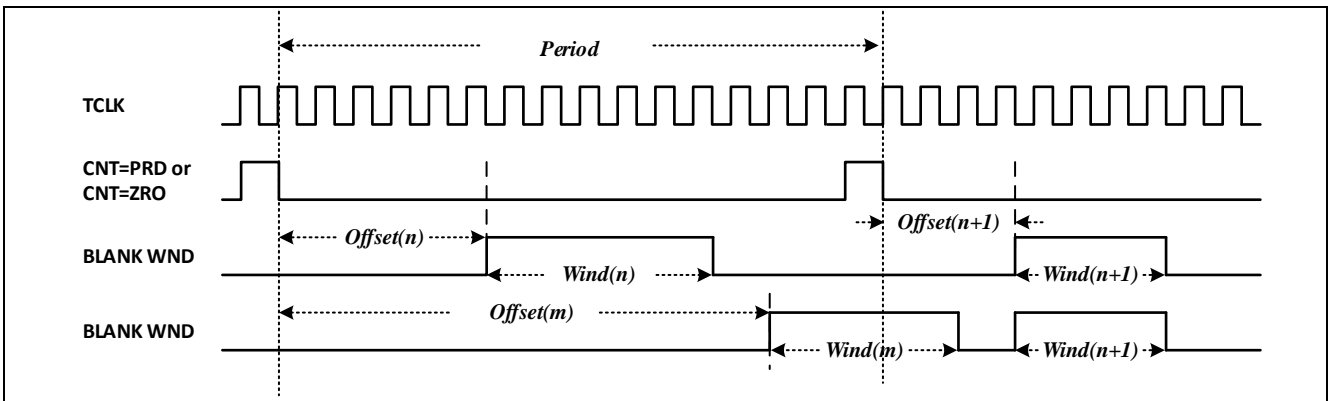 Period
TCLK
CNT=PRD or
CNT=ZRO
Offset(n)
Offset(n+1)
BLANK WND
Wind(n)
Wind(n+1)
Offset(m)
BLANK WND
Wind(m)
Wind(n+1)